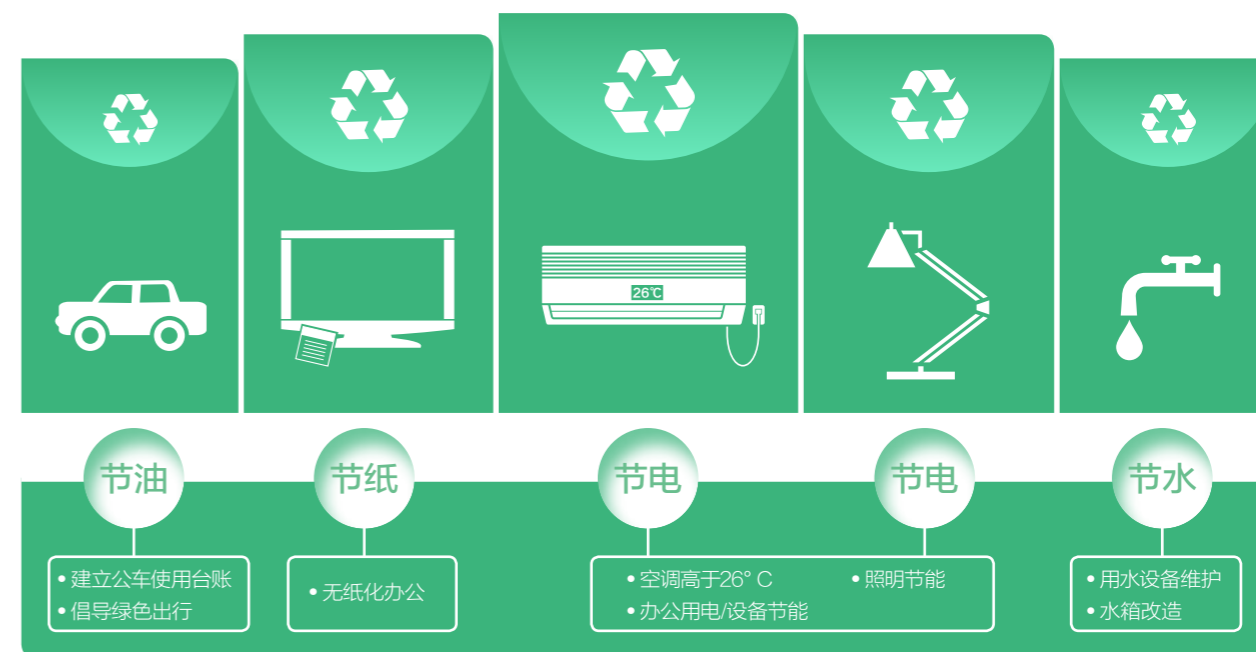 26℃
节油
节纸
节电
节电
节水
• 建立公车使用台账
• 倡导绿色出行
• 无纸化办公
• 空调高于26° C
• 办公用电/设备节能
• 照明节能
• 用水设备维护
• 水箱改造